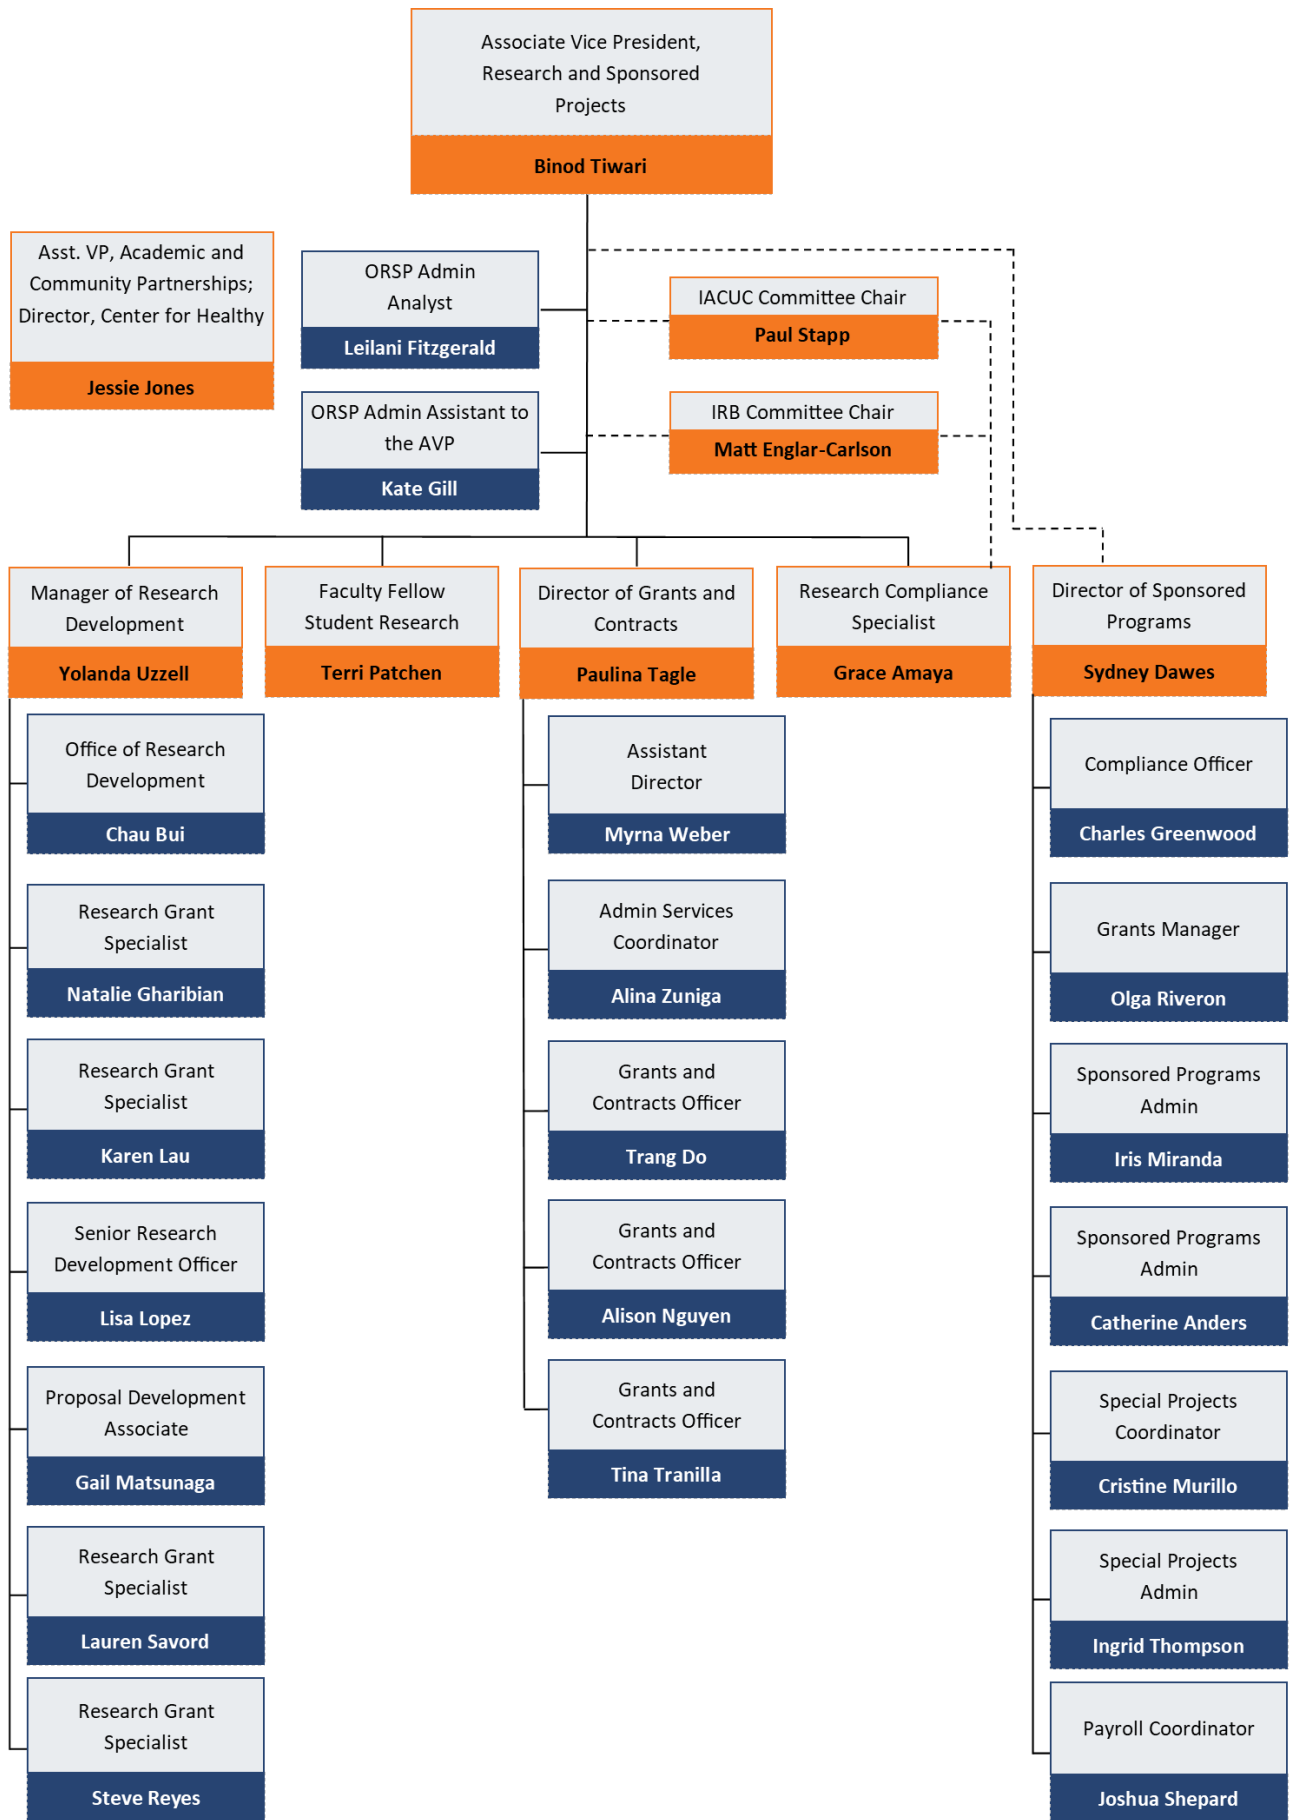 Associate Vice President,
Research and Sponsored
Projects
Binod Tiwari
Asst. VP, Academic and
Community Partnerships;
Director, Center for Healthy
Jessie Jones
ORSP Admin
Analyst
Leilani Fitzgerald
IACUC Committee Chair
Paul Stapp
ORSP Admin Assistant to
the AVP
Kate Gill
IRB Committee Chair
Matt Englar-Carlson
Manager of Research
Development
Yolanda Uzzell
Faculty Fellow
Student Research
Terri Patchen
Director of Grants and
Contracts
Paulina Tagle
Research Compliance
Specialist
Grace Amaya
Director of Sponsored
Programs
Sydney Dawes
Office of Research
Development
Chau Bui
Research Grant
Specialist
Natalie Gharibian
Research Grant
Specialist
Karen Lau
Senior Research
Development Officer
Lisa Lopez
Proposal Development
Associate
Gail Matsunaga
Research Grant
Specialist
Lauren Savord
Research Grant
Specialist
Steve Reyes
Assistant
Director
Myrna Weber
Admin Services
Coordinator
Alina Zuniga
Grants and
Contracts Officer
Trang Do
Grants and
Contracts Officer
Alison Nguyen
Grants and
Contracts Officer
Tina Tranilla
Compliance Officer
Charles Greenwood
Grants Manager
Olga Riveron
Sponsored Programs
Admin
Iris Miranda
Sponsored Programs
Admin
Catherine Anders
Special Projects
Coordinator
Cristine Murillo
Special Projects
Admin
Ingrid Thompson
Payroll Coordinator
Joshua Shepard